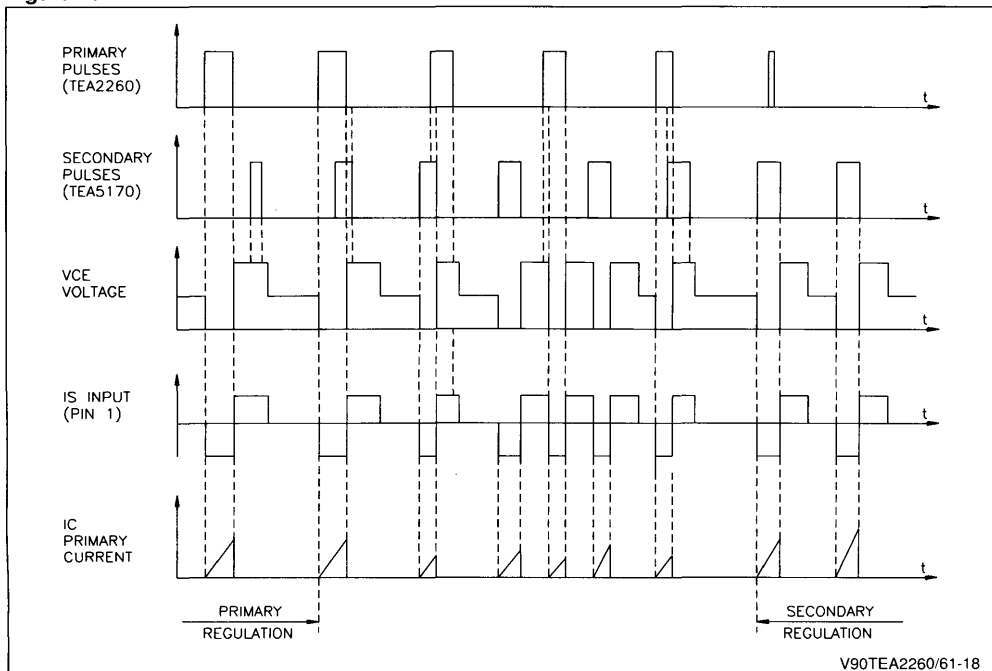 PRIMARY
PULSES
(TEA2260)
t
SECONDARY
PULSES
(TEA5170)
t
VCE
VOLTAGE
t
IS INPUT
(PIN 1)
t
IC
PRIMARY
CURRENT
t
PRIMARY
REGULATION
SECONDARY
REGULATION
V90TEA2260/61-18